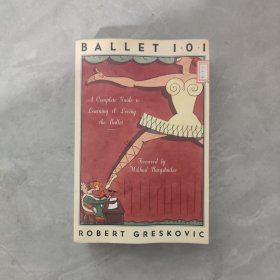 BALLET 101
A Complete Guide to
Learning & Loving
the Ballet
Foreword by
Mikhail Baryshnikov
ROBERT GRESKOVIC